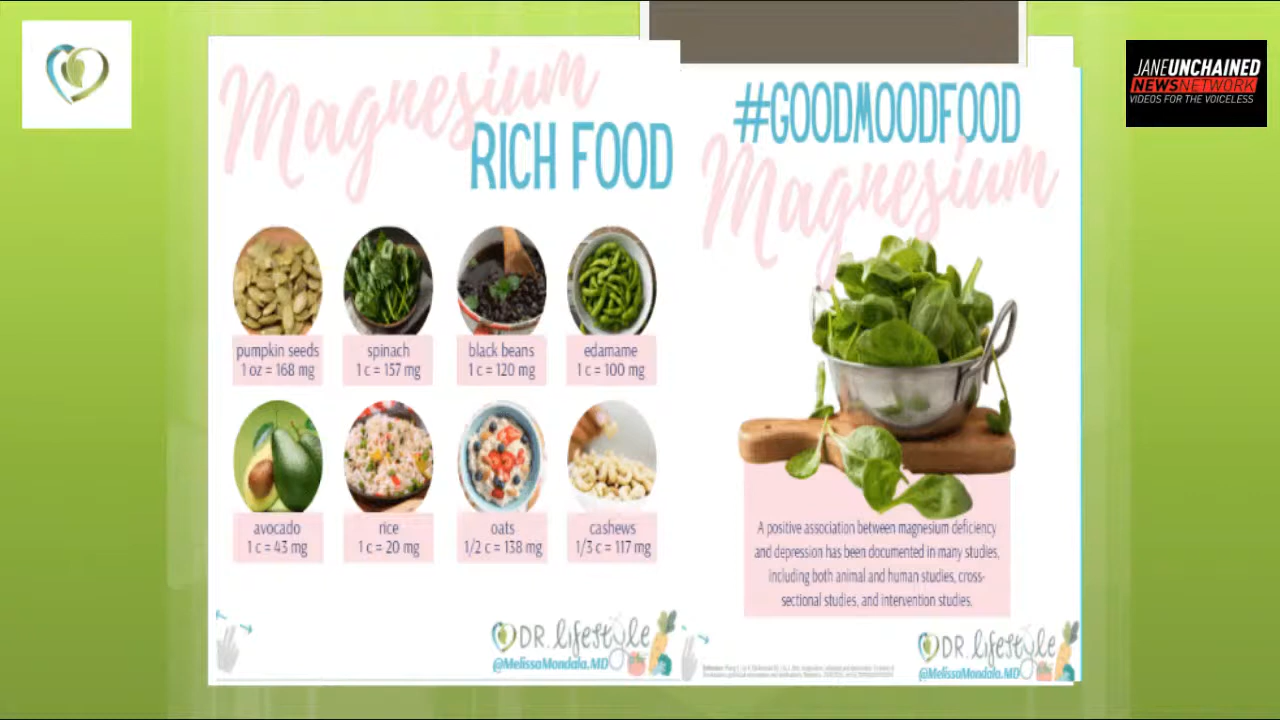 JANEUNCHAINED
NEWSNETWORK
VIDEOS FOR THE VOICELESS
Magnesium
RICH FOOD
pumpkin seeds
1 oz = 168 mg
spinach
1 c = 157 mg
black beans
1 c = 120 mg
edamame
1 c = 100 mg
avocado
1 c = 43 mg
rice
1 c = 20 mg
oats
1/2 c = 138 mg
cashews
1/3 c = 117 mg
DR. lifestyle
@MelissaMondala.MD
#GOODMOODFOOD
Magnesium
A positive association between magnesium deficiency
and depression has been documented in many studies,
including both animal and human studies, cross-
sectional studies, and intervention studies.
DR. lifestyle
@MelissaMondala.MD